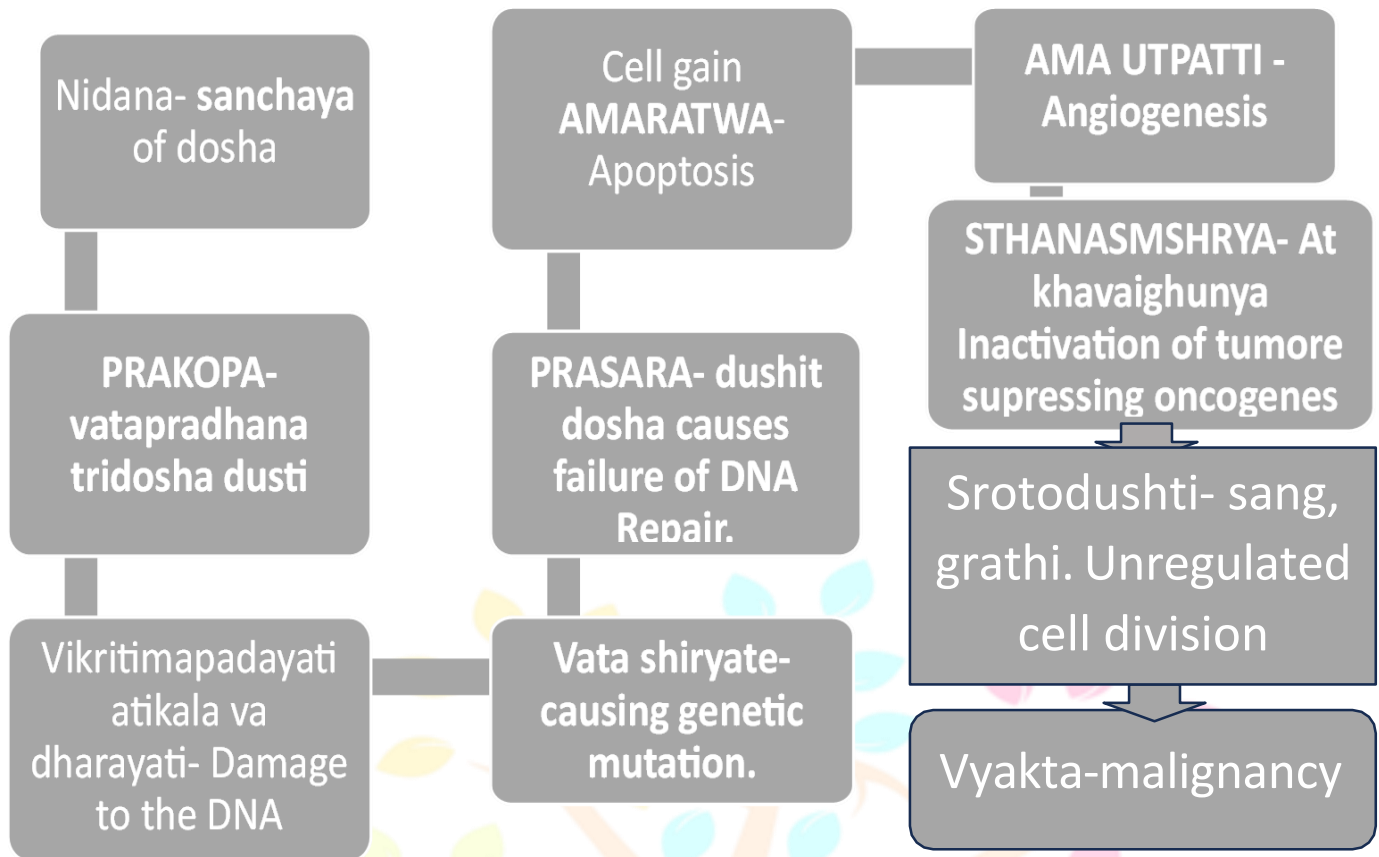 Nidana- sanchaya
of dosha
PRAKOPA-
vatapradhana
tridosha dusti
Vikritimapadayati
atikala va
dharayati- Damage
to the DNA
Vata shiryate-
causing genetic
mutation.
PRASARA- dushit
dosha causes
failure of DNA
Repair.
Cell gain
AMARATWA-
Apoptosis
AMA UTPATTI -
Angiogenesis
STHANASMSHRYA- At
khavaighunya
Inactivation of tumore
supressing oncogenes
Srotodushti- sang,
grathi. Unregulated
cell division
Vyakta-malignancy